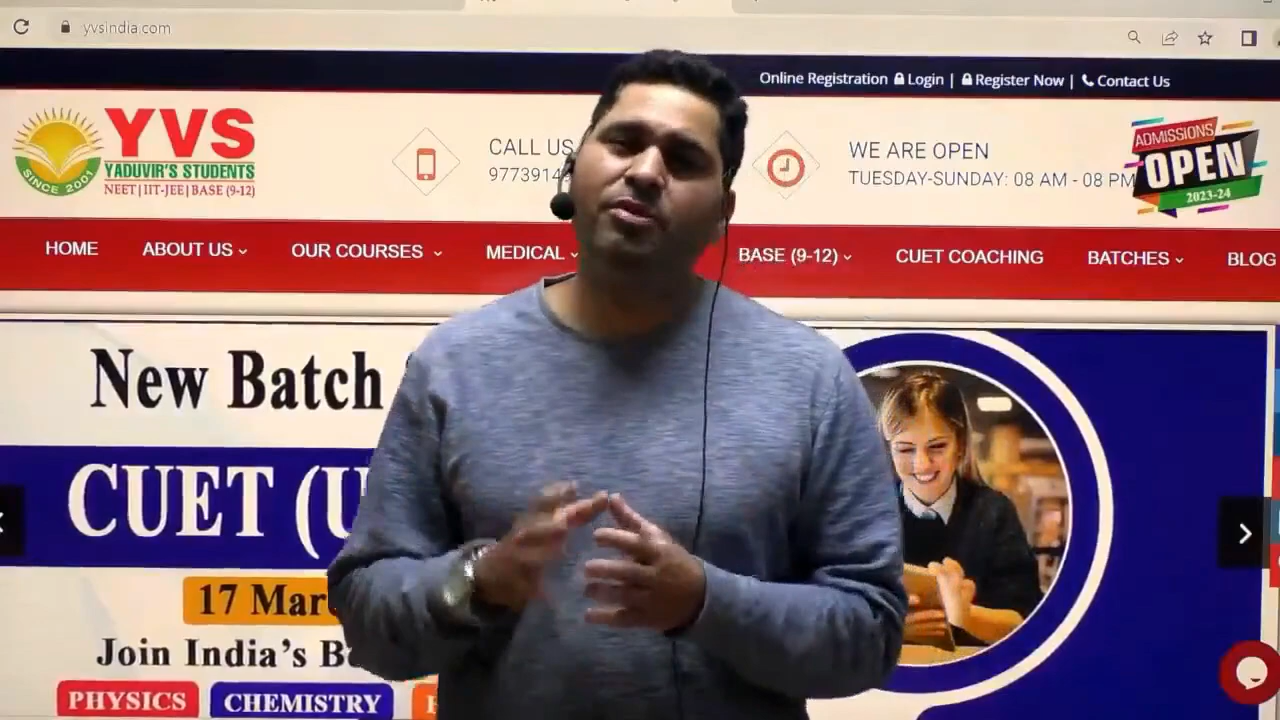 yvsindia.com
Online Registration Login | Register Now | Contact Us
YVS
YADUVIR'S STUDENTS
NEET|IIT-JEE|BASE (9-12)
SINCE 2001
CALL US
9773914
WE ARE OPEN
TUESDAY-SUNDAY: 08 AM - 08 PM
ADMISSIONS
OPEN
2023-24
HOME ABOUT US OUR COURSES MEDICAL BASE (9-12) CUET COACHING BATCHES BLOG
New Batch
CUET (U
17 Mar
Join India's B
PHYSICS CHEMISTRY